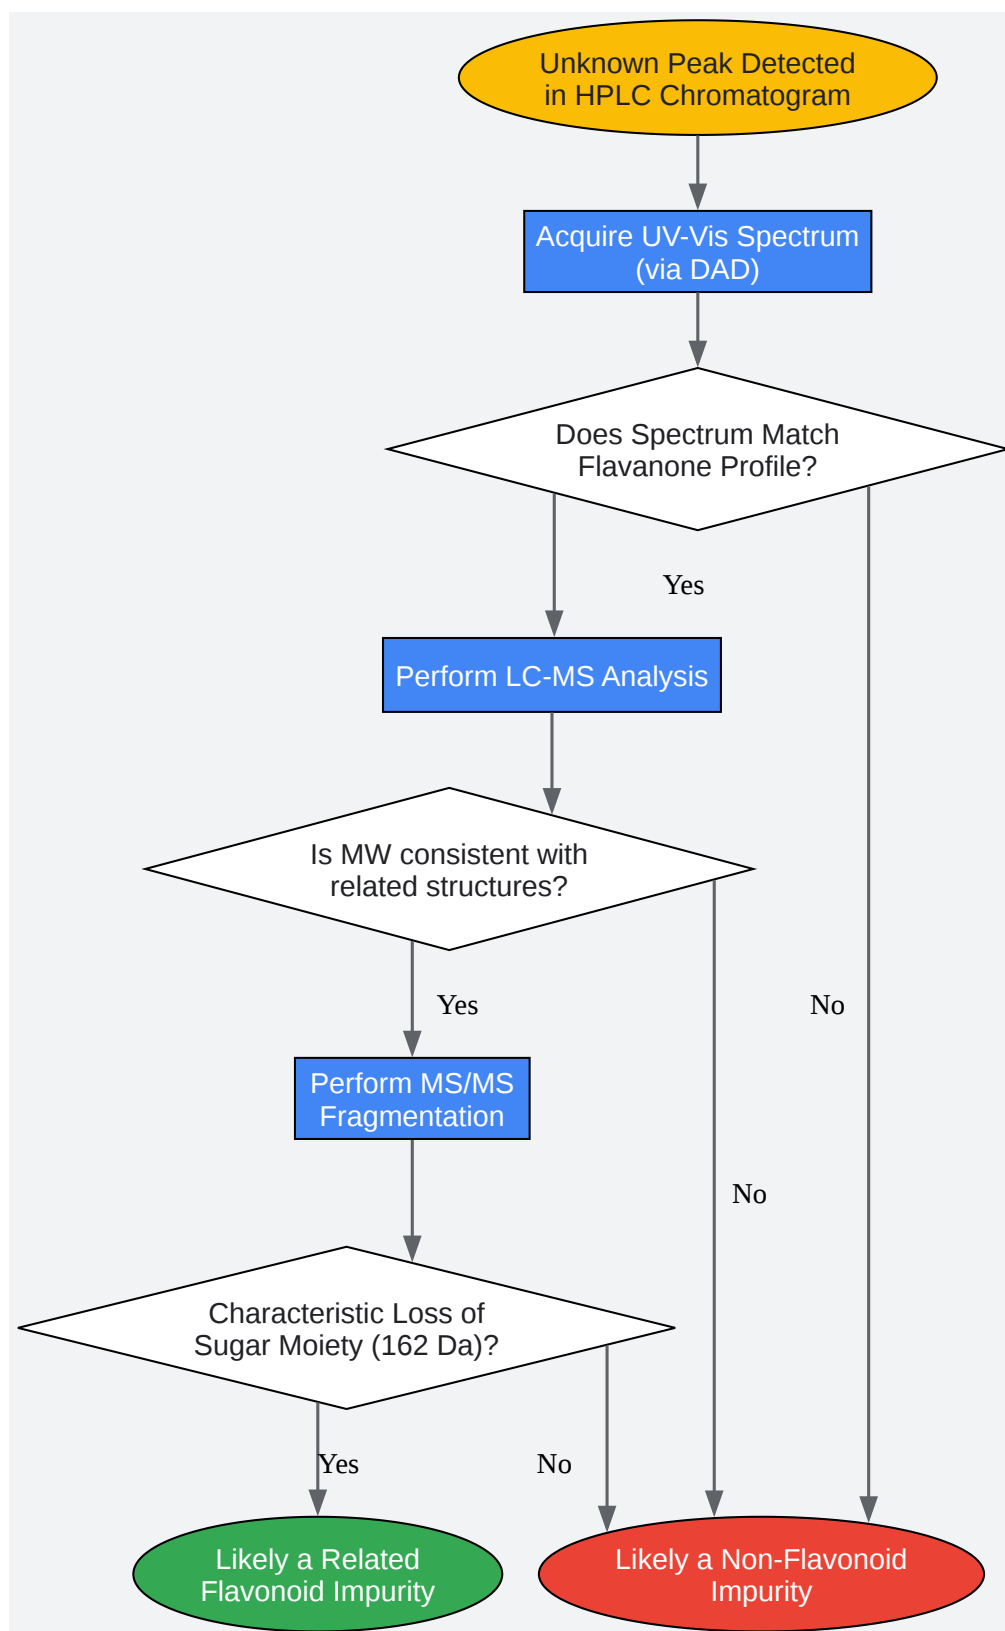 Unknown Peak Detected
in HPLC Chromatogram
Acquire UV-Vis Spectrum
(via DAD)
Does Spectrum Match
Flavanone Profile?
Yes
Perform LC-MS Analysis
Is MW consistent with
related structures?
Yes
No
Perform MS/MS
Fragmentation
No
Characteristic Loss of
Sugar Moiety (162 Da)?
Yes
No
Likely a Related
Flavonoid Impurity
Likely a Non-Flavonoid
Impurity